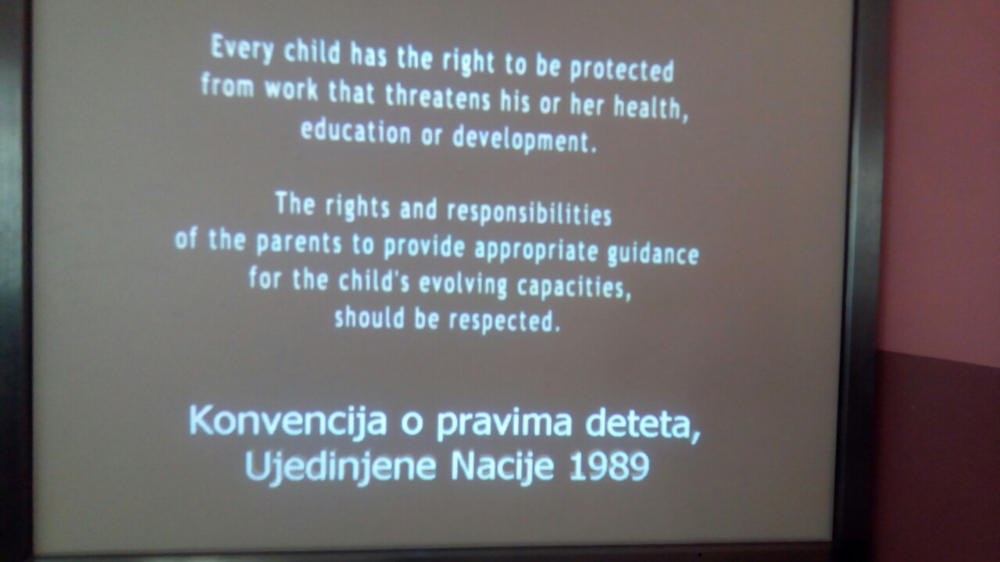 Every child has the right to be protected
from work that threatens his or her health,
education or development.
The rights and responsibilities
of the parents to provide appropriate guidance
for the child's evolving capacities,
should be respected.
Konvencija o pravima deteta,
Ujedinjene Nacije 1989